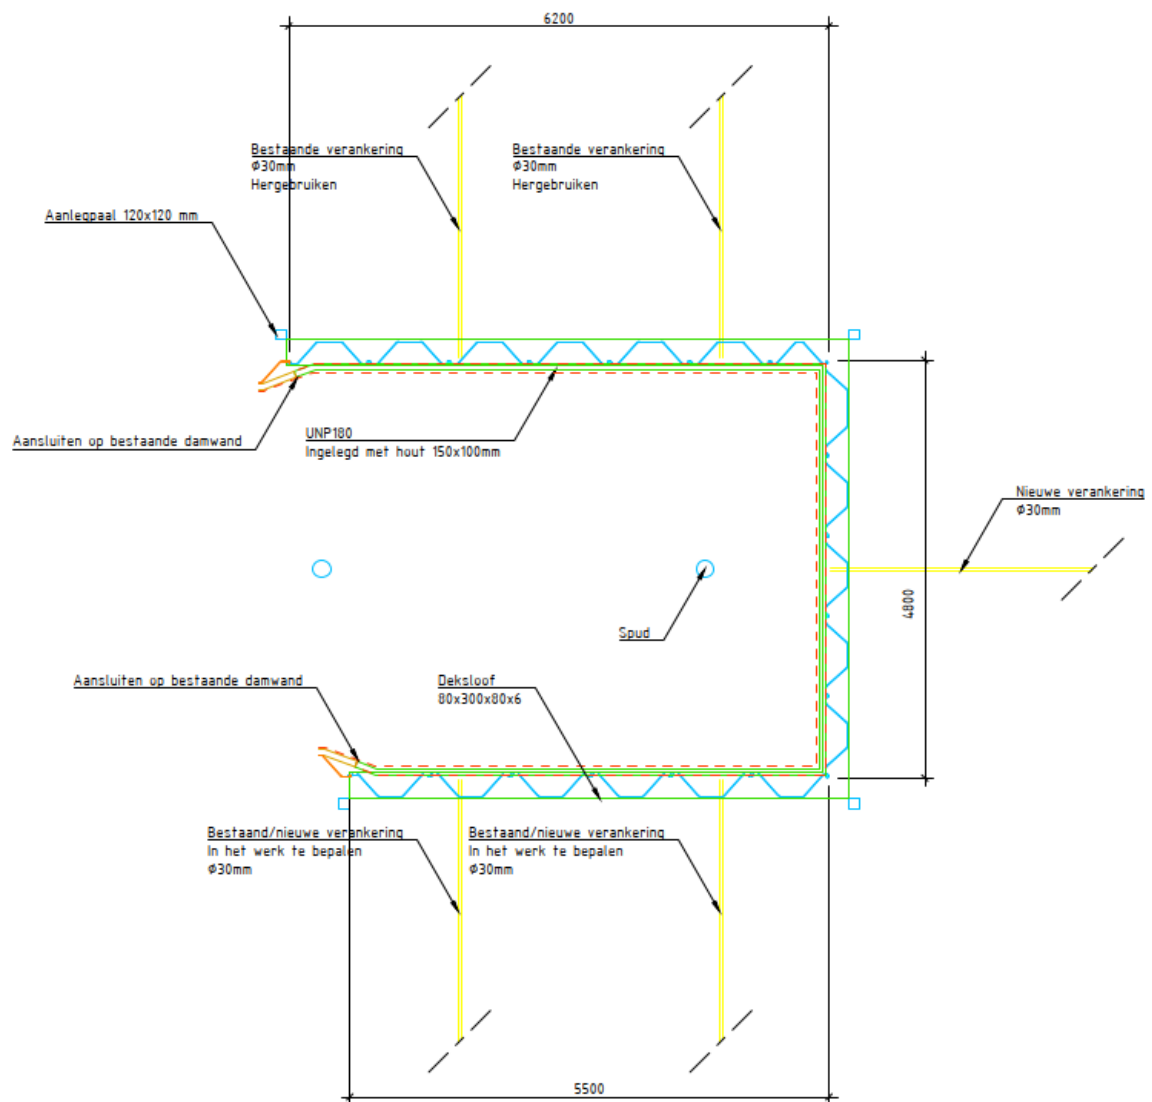 6200
Bestaande verankering
Ø30mm
Hergebruiken
Bestaande verankering
Ø30mm
Hergebruiken
Aanlegpaal 120x120 mm
Aansluiten op bestaande damwand
UNP180
Ingelegd met hout 150x100mm
Nieuwe verankering
Ø30mm
4800
Spud
Aansluiten op bestaande damwand
Deksloof
80x300x80x6
Bestaand/nieuwe verankering
In het werk te bepalen
Ø30mm
Bestaand/nieuwe verankering
In het werk te bepalen
Ø30mm
5500